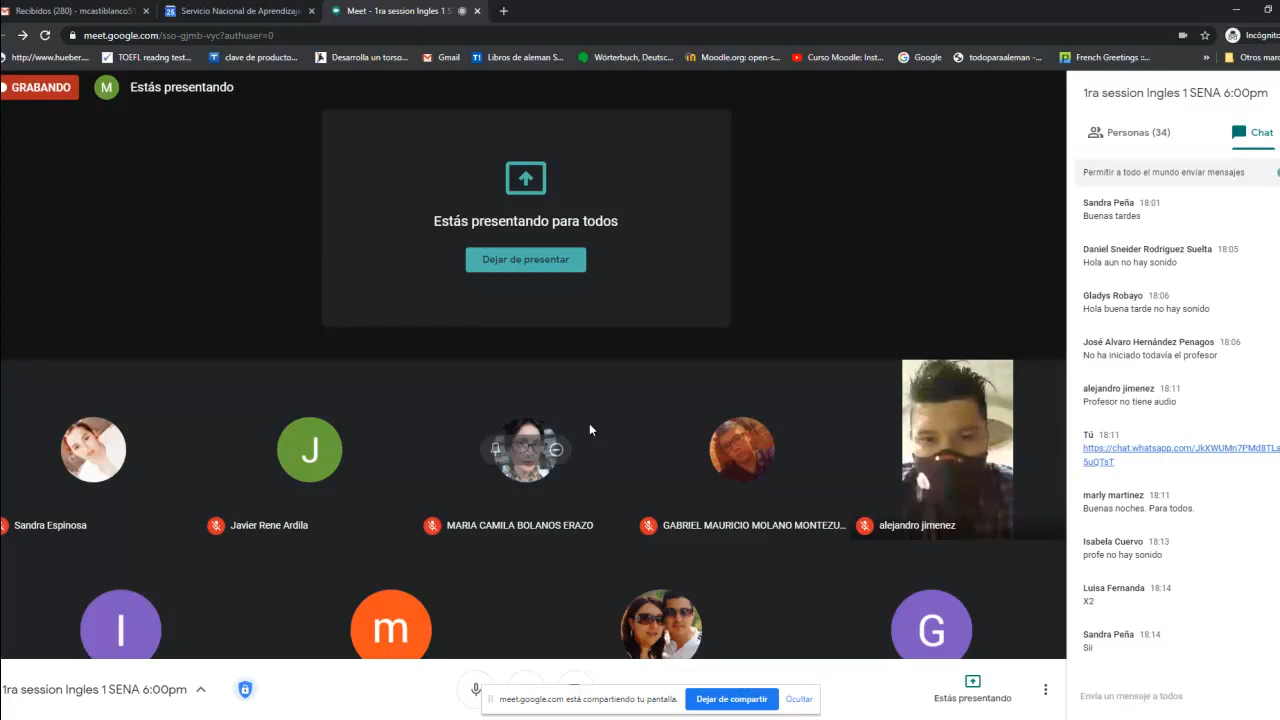 Recibidos (280) - mcastiblanco5
Servicio Nacional de Aprendizaje
Meet - 1ra session Ingles 1 S
meet.google.com/sso-gjmb-vyc?authuser=0
Incógnito
http://www.hueber...
TOEFL readng test...
clave de producto...
Desarrolla un torso...
Gmail
Libros de aleman S...
Wörterbuch, Deutsc...
Moodle.org: open-s...
Curso Moodle: Inst...
Google
todoparaaleman -...
French Greetings ::...
»
Otros mar
GRABANDO
M
Estás presentando
1ra session Ingles 1 SENA 6:00pm
Personas (34)
Chat
Permitir a todo el mundo enviar mensajes
Estás presentando para todos
Dejar de presentar
Sandra Peña 18:01
Buenas tardes
Daniel Sneider Rodriguez Suelta 18:05
Hola aun no hay sonido
Gladys Robayo 18:06
Hola buena tarde no hay sonido
José Alvaro Hernández Penagos 18:06
No ha iniciado todavía el profesor
alejandro jimenez 18:11
Profesor no tiene audio
Tú 18:11
https://chat.whatsapp.com/JkXWUMn7PMd8TLa
5uQTsT
marly martinez 18:11
Buenas noches. Para todos.
Isabela Cuervo 18:13
profe no hay sonido
Luisa Fernanda 18:14
X2
Sandra Peña 18:14
Sii
Envía un mensaje a todos
J
Sandra Espinosa
Javier Rene Ardila
MARIA CAMILA BOLANOS ERAZO
GABRIEL MAURICIO MOLANO MONTEZU...
alejandro jimenez
I
m
G
1ra session Ingles 1 SENA 6:00pm
meet.google.com está compartiendo tu pantalla.
Dejar de compartir
Ocultar
Estás presentando